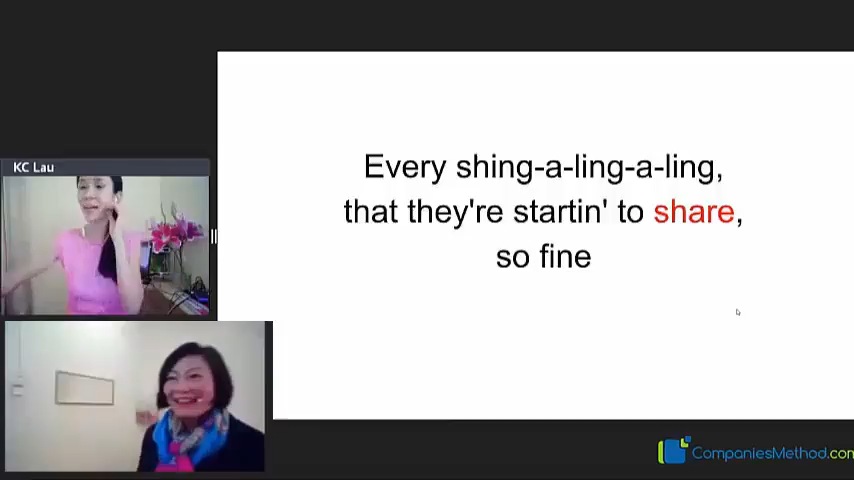 KC Lau
Every shing-a-ling-a-ling,
that they're startin' to share,
so fine
CompaniesMethod.com